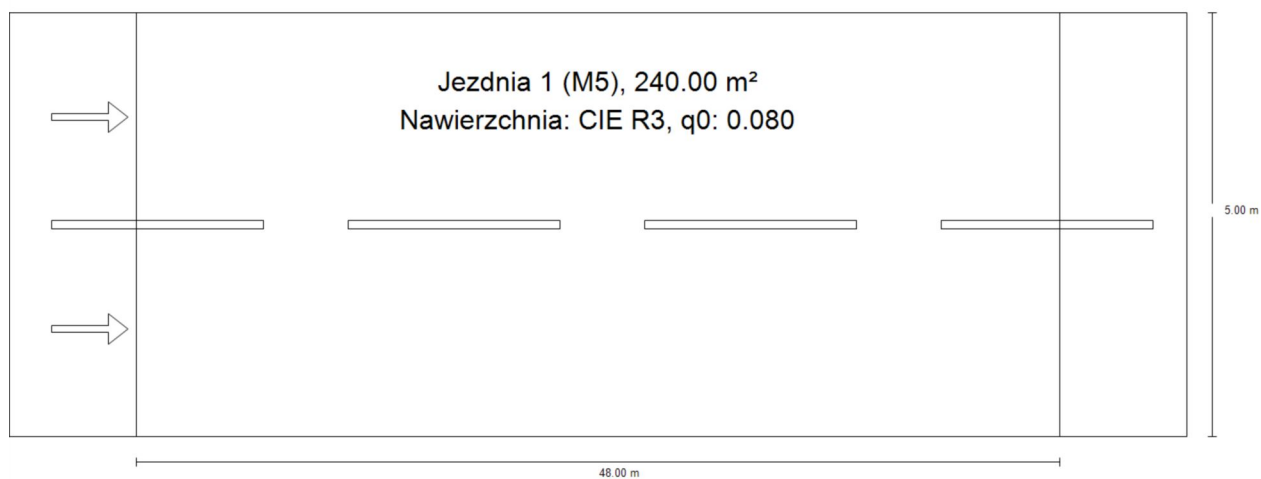 Jezdnia 1 (M5), 240.00 m²
Nawierzchnia: CIE R3, q0: 0.080
5.00 m
48.00 m